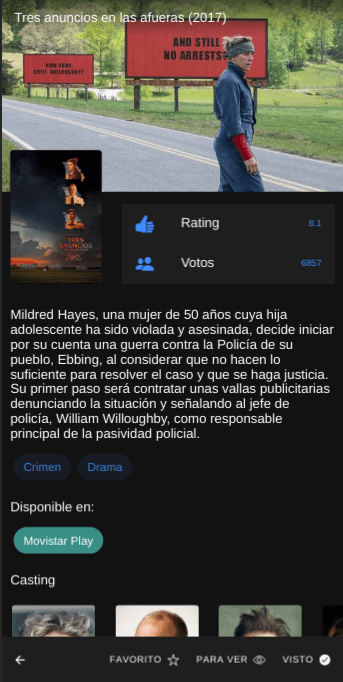 Tres anuncios en las afueras (2017)
AND STILL
NO ARRESTS?
HOW COME,
CHIEF WILLOUGHBY?
TRES
ANUNCIOS
Rating 8.1
Votos 6857
Mildred Hayes, una mujer de 50 años cuya hija
adolescente ha sido violada y asesinada, decide iniciar
por su cuenta una guerra contra la Policía de su
pueblo, Ebbing, al considerar que no hacen lo
suficiente para resolver el caso y que se haga justicia.
Su primer paso será contratar unas vallas publicitarias
denunciando la situación y señalando al jefe de
policía, William Willoughby, como responsable
principal de la pasividad policial.
Crimen Drama
Disponible en:
Movistar Play
Casting
FAVORITO PARA VER VISTO